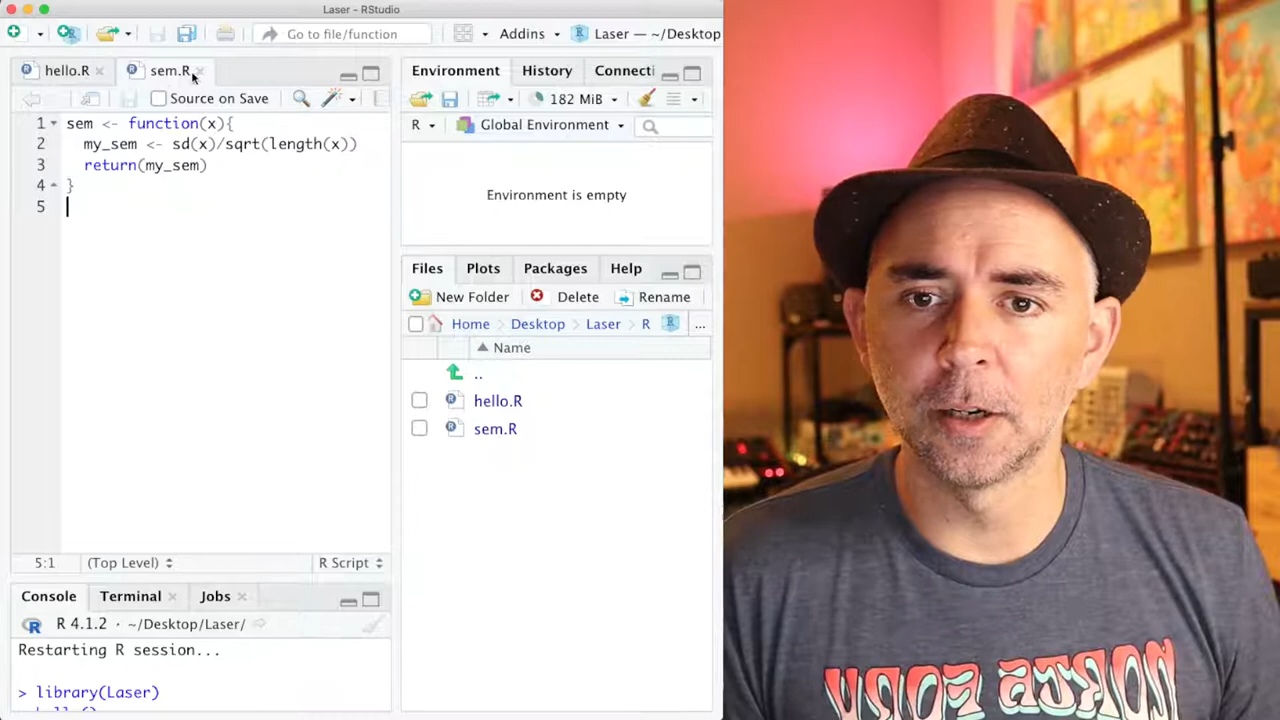 Laser - RStudio
Go to file/function
Addins
Laser — ~/Desktop
hello.R
sem.R
Source on Save
1 sem <- function(x){
2 my_sem <- sd(x)/sqrt(length(x))
3 return(my_sem)
4 }
5
5:1
(Top Level)
R Script
Console
Terminal
Jobs
R 4.1.2 · ~/Desktop/Laser/
Restarting R session...
> library(Laser)
Environment
History
Connecti
182 MiB
R
Global Environment
Environment is empty
Files
Plots
Packages
Help
New Folder
Delete
Rename
Home
Desktop
Laser
R
...
Name
..
hello.R
sem.R